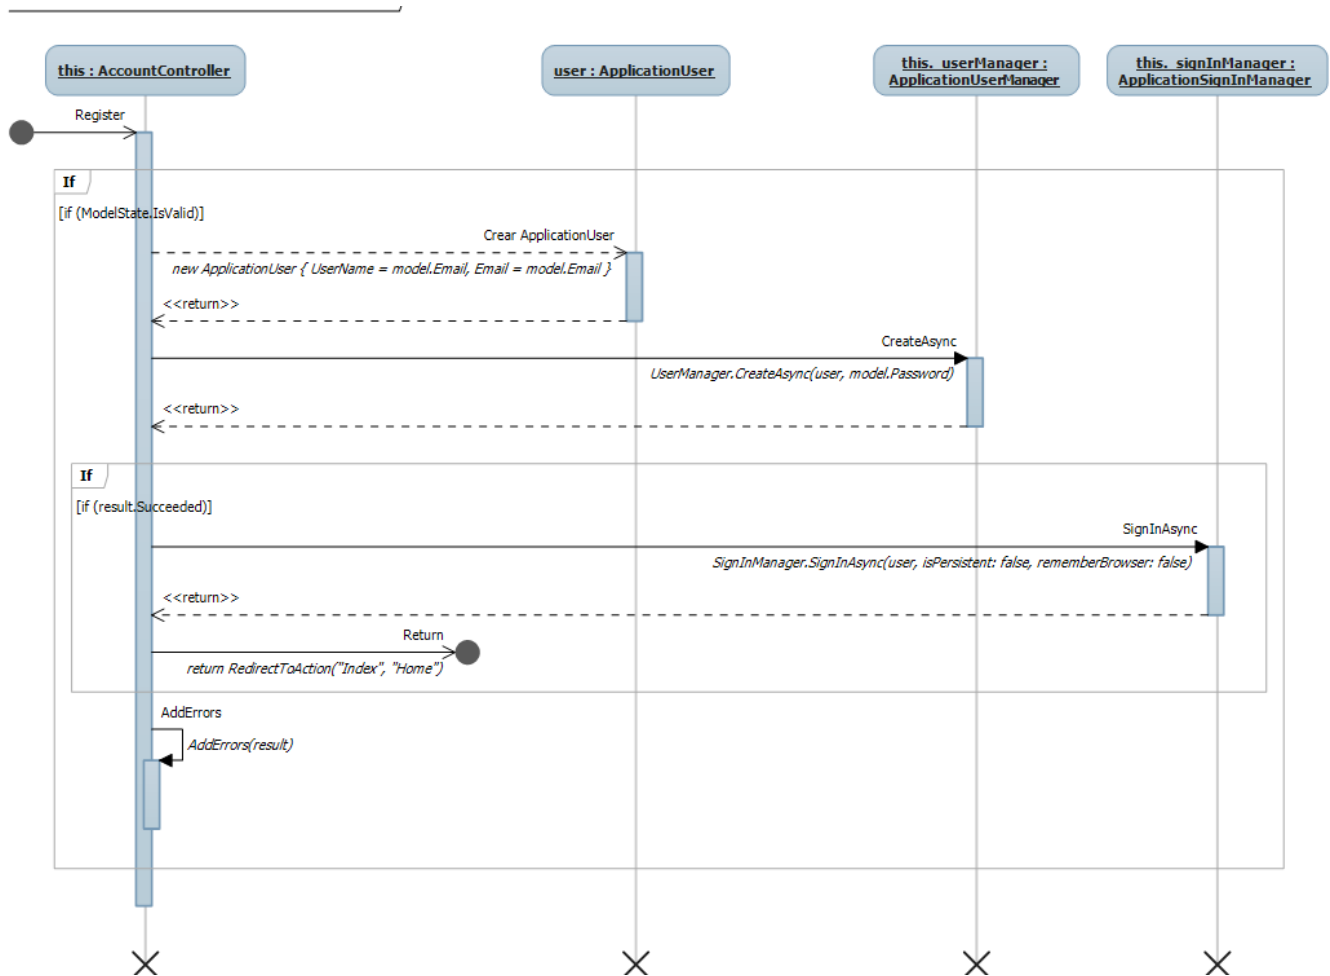 this : AccountController
user : ApplicationUser
this._userManager :
ApplicationUserManager
this._signInManager :
ApplicationSignInManager
Register
If
[if (ModelState.IsValid)]
Crear ApplicationUser
new ApplicationUser { UserName = model.Email, Email = model.Email }
<<return>>
CreateAsync
UserManager.CreateAsync(user, model.Password)
<<return>>
If
[if (result.Succeeded)]
SignInAsync
SignInManager.SignInAsync(user, isPersistent: false, rememberBrowser: false)
<<return>>
Return
return RedirectToAction("Index", "Home")
AddErrors
AddErrors(result)